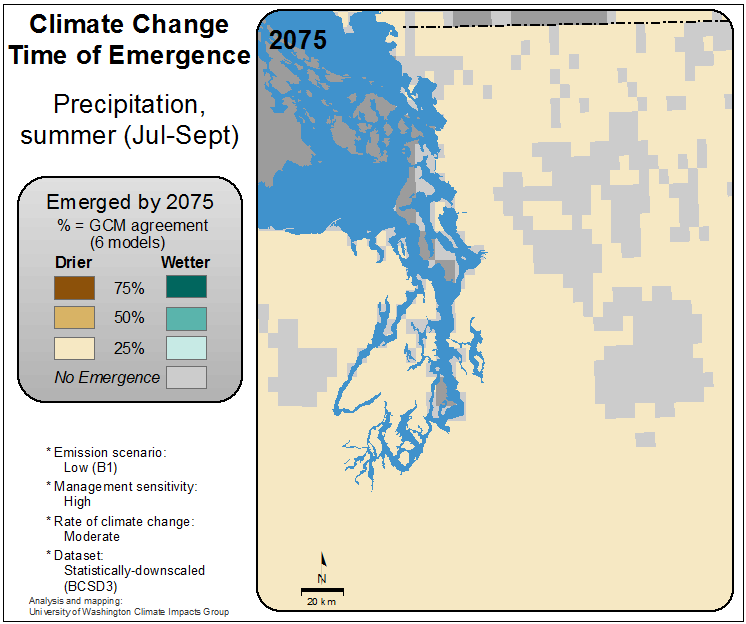 Climate Change
Time of Emergence
Precipitation,
summer (Jul-Sept)
Emerged by 2075
% = GCM agreement
(6 models)
Drier Wetter
75%
50%
25%
No Emergence
* Emission scenario:
Low (B1)
* Management sensitivity:
High
* Rate of climate change:
Moderate
* Dataset:
Statistically-downscaled
(BCSD3)
Analysis and mapping:
University of Washington Climate Impacts Group
2075
N
20 km